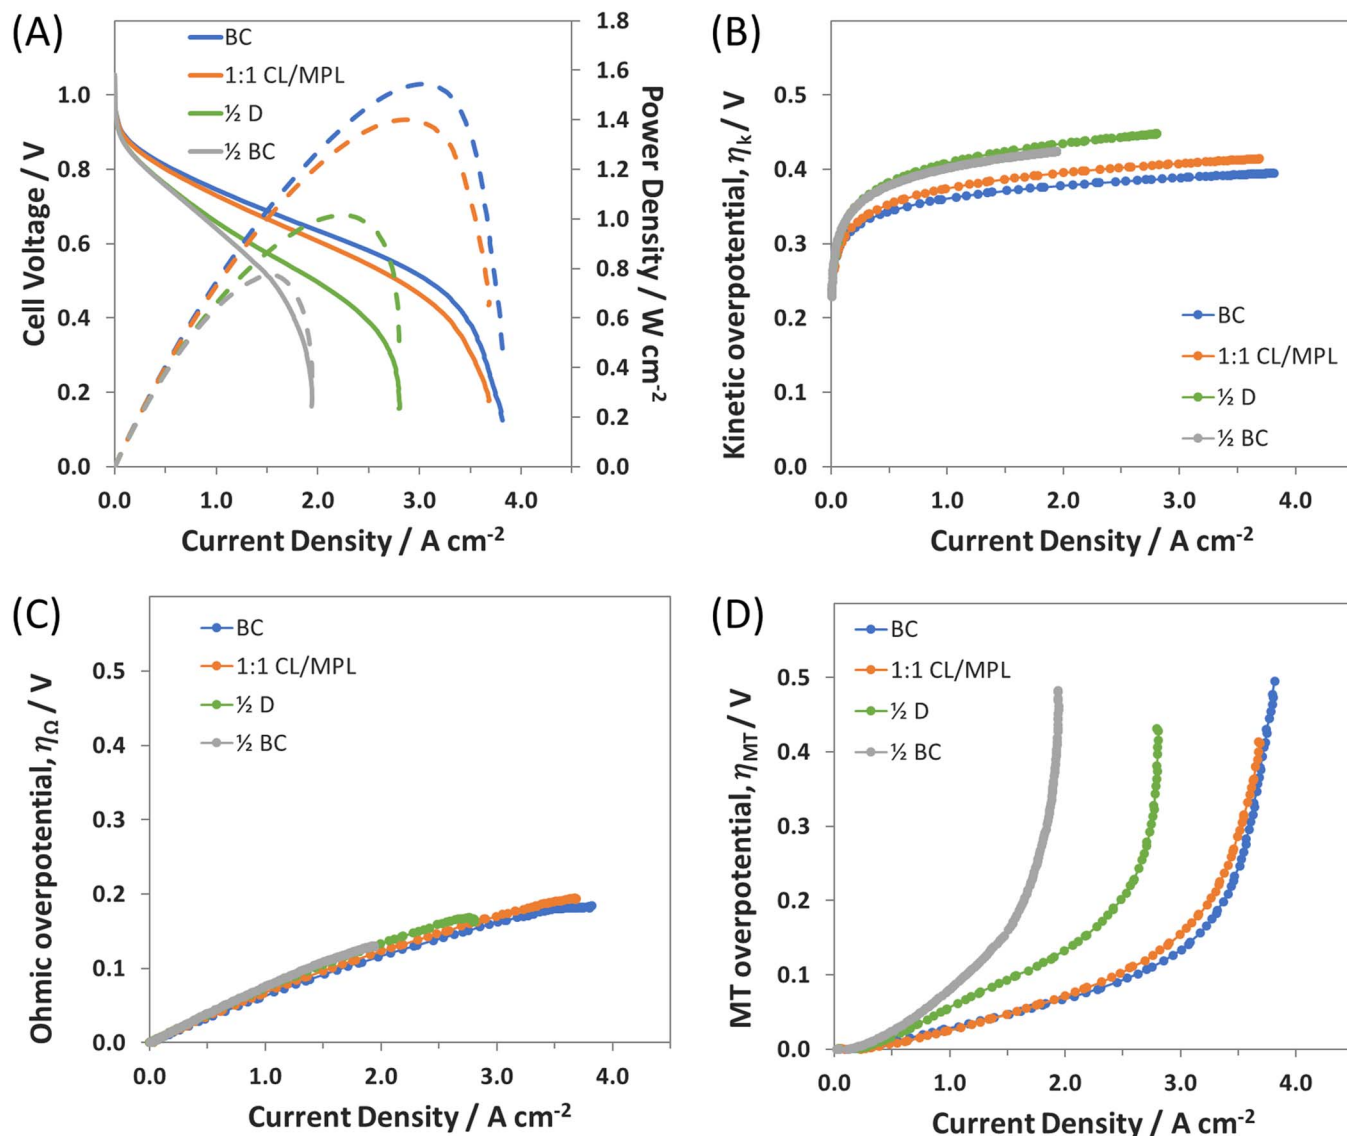 (A)
BC
1:1 CL/MPL
½ D
½ BC
Cell Voltage / V
1.0
0.8
0.6
0.4
0.2
0.0
Power Density / W cm-2
1.8
1.6
1.4
1.2
1.0
0.8
0.6
0.4
0.2
0.0
0.0 1.0 2.0 3.0 4.0
Current Density / A cm-2
(B)
Kinetic overpotential, ηk / V
0.5
0.4
0.3
0.2
0.1
0.0
BC
1:1 CL/MPL
½ D
½ BC
0.0 1.0 2.0 3.0 4.0
Current Density / A cm-2
(C)
BC
1:1 CL/MPL
½ D
½ BC
Ohmic overpotential, ηΩ / V
0.5
0.4
0.3
0.2
0.1
0.0
0.0 1.0 2.0 3.0 4.0
Current Density / A cm-2
(D)
BC
1:1 CL/MPL
½ D
½ BC
MT overpotential, ηMT / V
0.5
0.4
0.3
0.2
0.1
0.0
0.0 1.0 2.0 3.0 4.0
Current Density / A cm-2